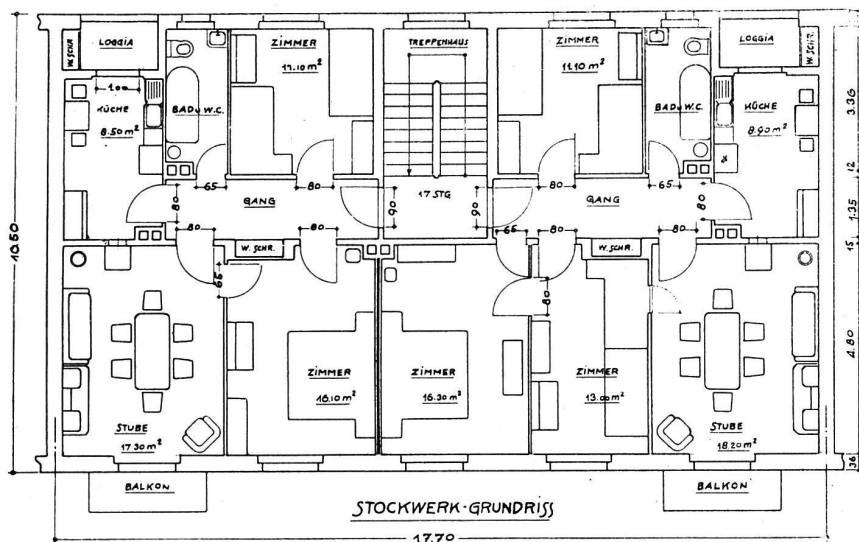 W.SCHR.
LOGGIA
ZIMMER
11.10 m²
TREPPENHAUS
ZIMMER
11.10 m²
LOGGIA
W.SCHR.
100
KÜCHE
8.50 m²
BAD u W.C.
BAD u W.C.
KÜCHE
8.90 m²
3.36
65
80
17 STG
80
65
12
80
GANG
90
90
GANG
80
1.35
80
80
65
80
80
15
W. SCHR.
W. SCHR.
65
80
10.50
4.80
ZIMMER
16.10 m²
ZIMMER
16.30 m²
ZIMMER
13.00 m²
STUBE
17.30 m²
STUBE
18.20 m²
36
BALKON
BALKON
STOCKWERK-GRUNDRISS
17.70